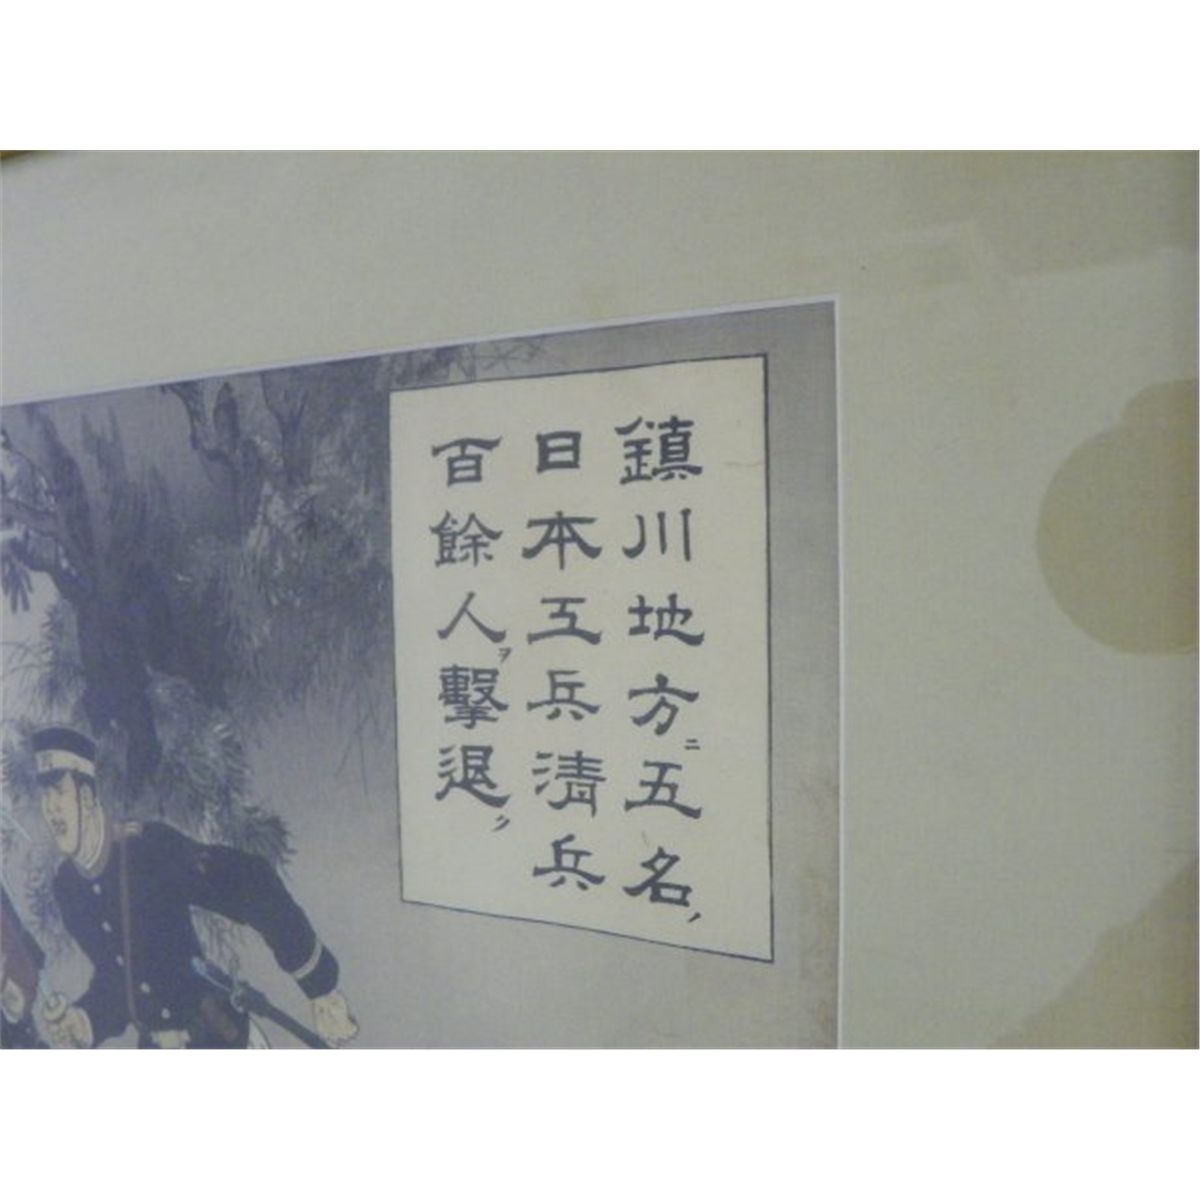 鎮川地方ニ五名ノ
日本工兵清兵
百餘人ヲ撃退ク